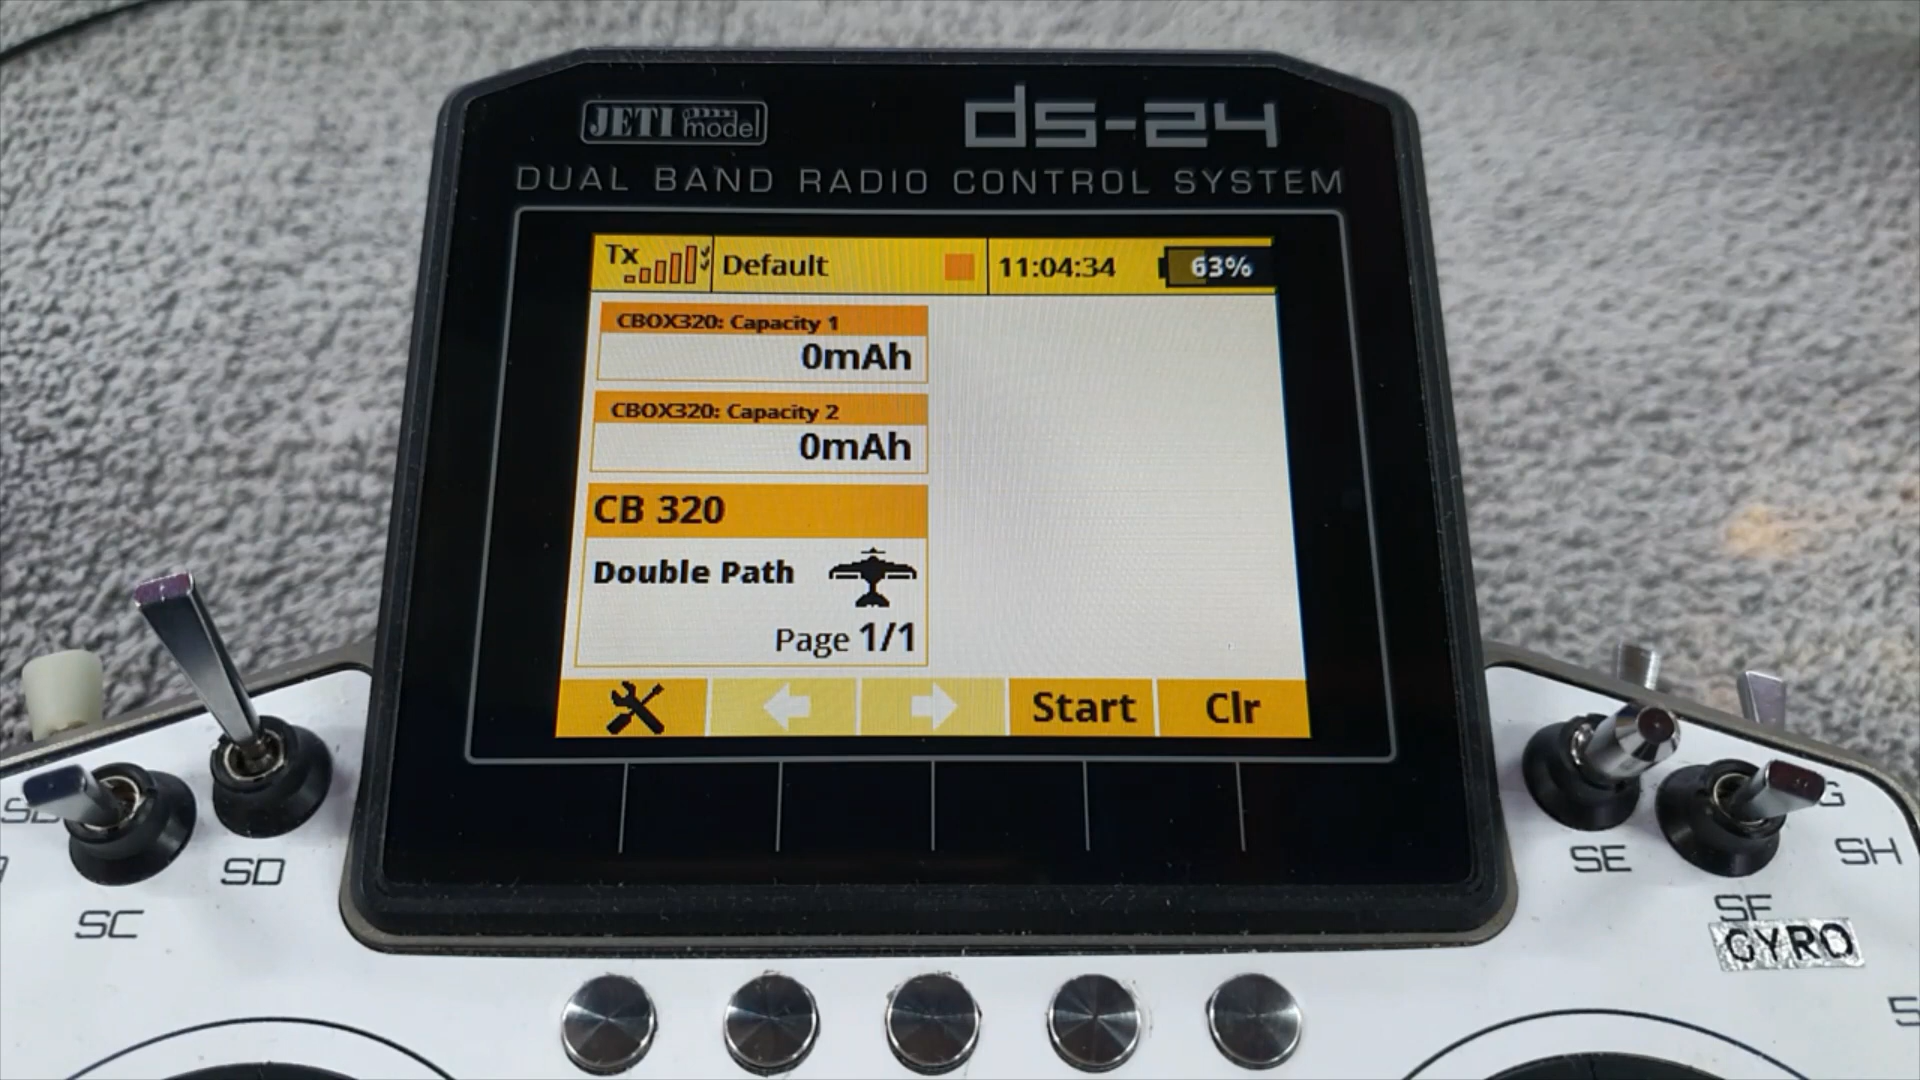 JETI model
ds-24
DUAL BAND RADIO CONTROL SYSTEM
Tx
Default
11:04:34
63%
CBOX320: Capacity 1
0mAh
CBOX320: Capacity 2
0mAh
CB 320
Double Path
Page 1/1
Start
Clr
SD
SC
SE
G
SH
SF
GYRO